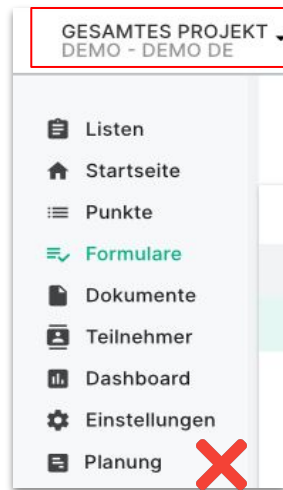 GESAMTES PROJEKT
DEMO - DEMO DE
Listen
Startseite
Punkte
Formulare
Dokumente
Teilnehmer
Dashboard
Einstellungen
Planung